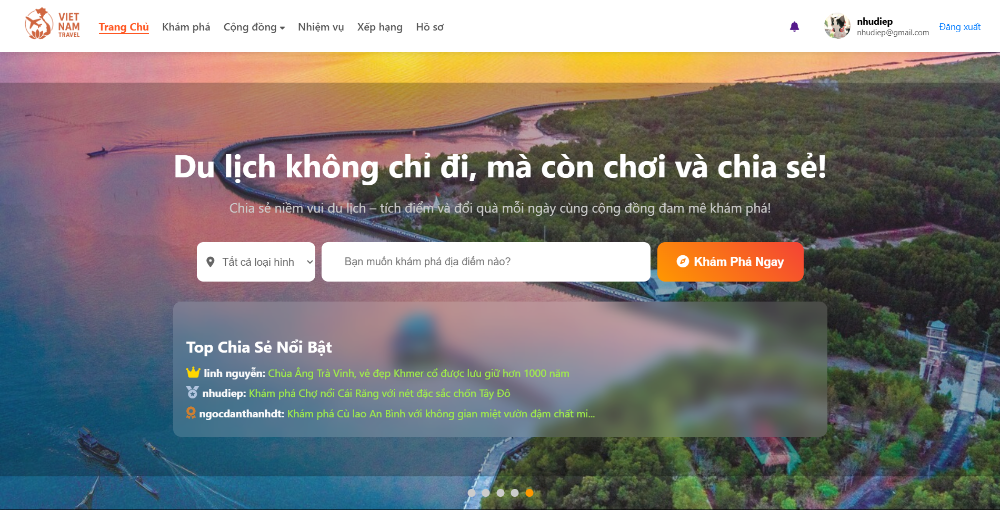 VIET
NAM
TRAVEL
Trang Chủ
Khám phá
Cộng đồng
Nhiệm vụ
Xếp hạng
Hồ sơ
nhudiep
nhudiep@gmail.com
Đăng xuất
Du lịch không chỉ đi, mà còn chơi và chia sẻ!
Chia sẻ niềm vui du lịch – tích điểm và đổi quà mỗi ngày cùng cộng đồng đam mê khám phá!
Tất cả loại hình
Bạn muốn khám phá địa điểm nào?
Khám Phá Ngay
Top Chia Sẻ Nổi Bật
linh nguyễn: Chùa Âng Trà Vinh, vẻ đẹp Khmer cổ được lưu giữ hơn 1000 năm
nhudiep: Khám phá Chợ nổi Cái Răng với nét đặc sắc chốn Tây Đô
ngocdanthanhdt: Khám phá Cù lao An Bình với không gian miệt vườn đậm chất mi...